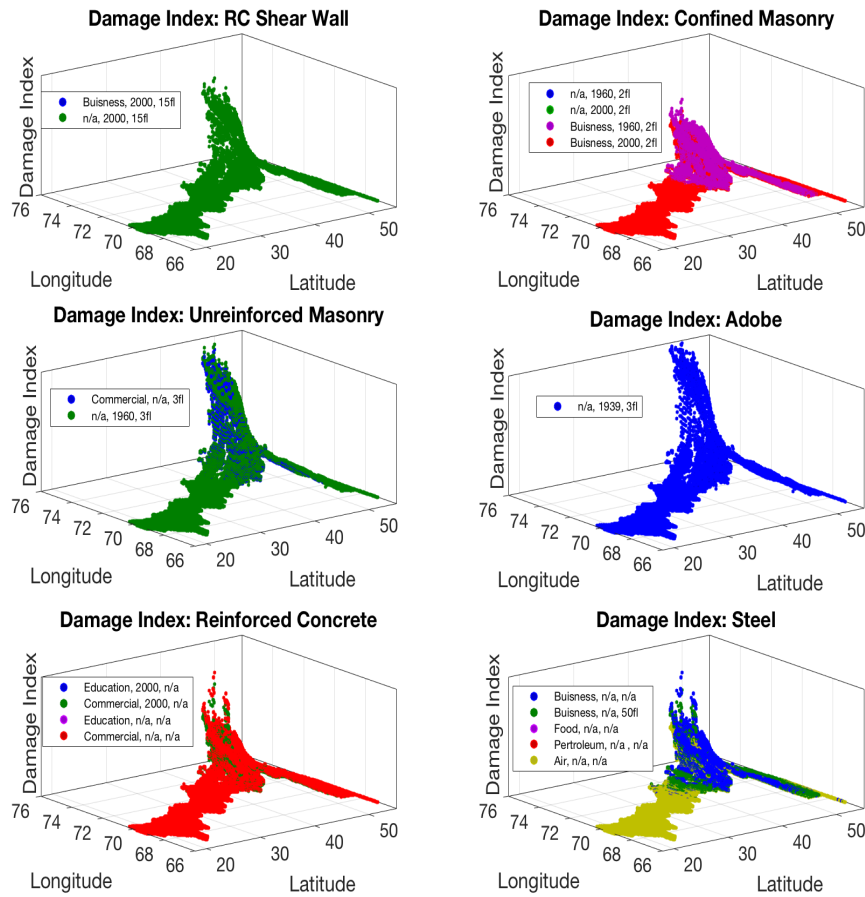 Damage Index: RC Shear Wall
Damage Index
Buisness, 2000, 15fl
n/a, 2000, 15fl
76
74
72
70
68
66
20
30
40
50
Longitude
Latitude
Damage Index: Confined Masonry
Damage Index
n/a, 1960, 2fl
n/a, 2000, 2fl
Buisness, 1960, 2fl
Buisness, 2000, 2fl
76
74
72
70
68
66
20
30
40
50
Longitude
Latitude
Damage Index: Unreinforced Masonry
Damage Index
Commercial, n/a, 3fl
n/a, 1960, 3fl
76
74
72
70
68
66
20
30
40
50
Longitude
Latitude
Damage Index: Adobe
Damage Index
n/a, 1939, 3fl
76
74
72
70
68
66
20
30
40
50
Longitude
Latitude
Damage Index: Reinforced Concrete
Damage Index
Education, 2000, n/a
Commercial, 2000, n/a
Education, n/a, n/a
Commercial, n/a, n/a
76
74
72
70
68
66
20
30
40
50
Longitude
Latitude
Damage Index: Steel
Damage Index
Buisness, n/a, n/a
Buisness, n/a, 50fl
Food, n/a, n/a
Pertroleum, n/a , n/a
Air, n/a, n/a
76
74
72
70
68
66
20
30
40
50
Longitude
Latitude